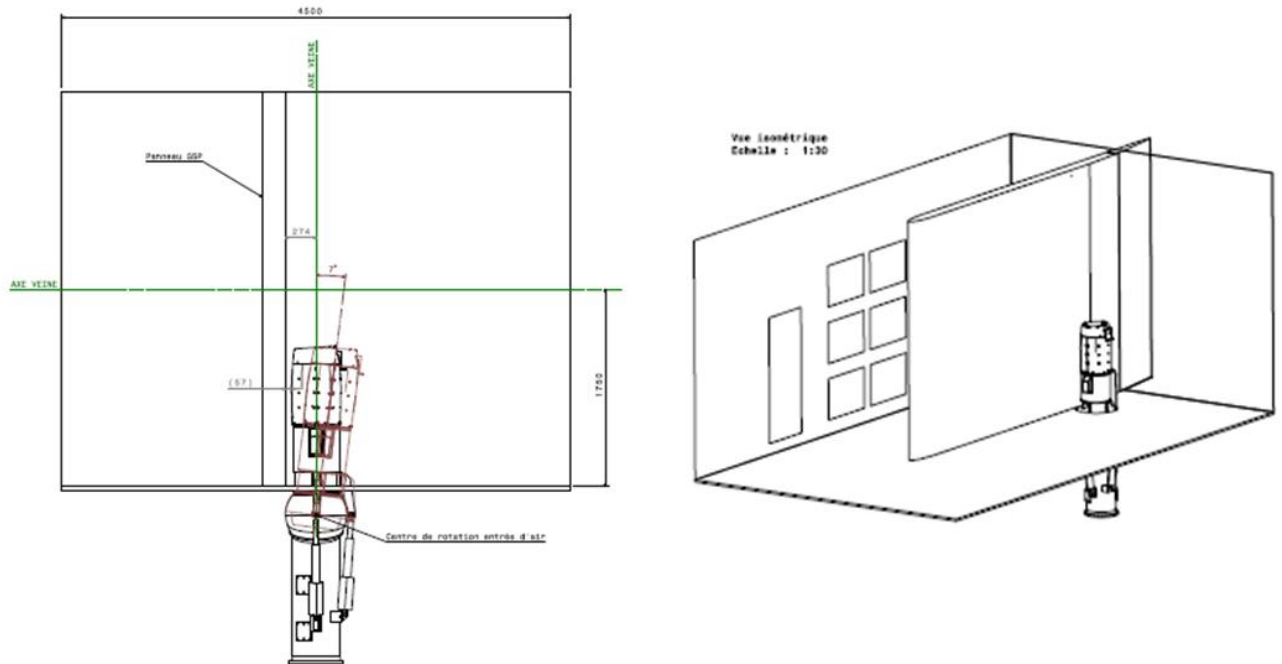 4500
AXE VEINE
Panneau GGP
274
7°
AXE VEINE
(57)
1750
Centre de rotation entrée d'air
Vue isométrique
Echelle : 1:30